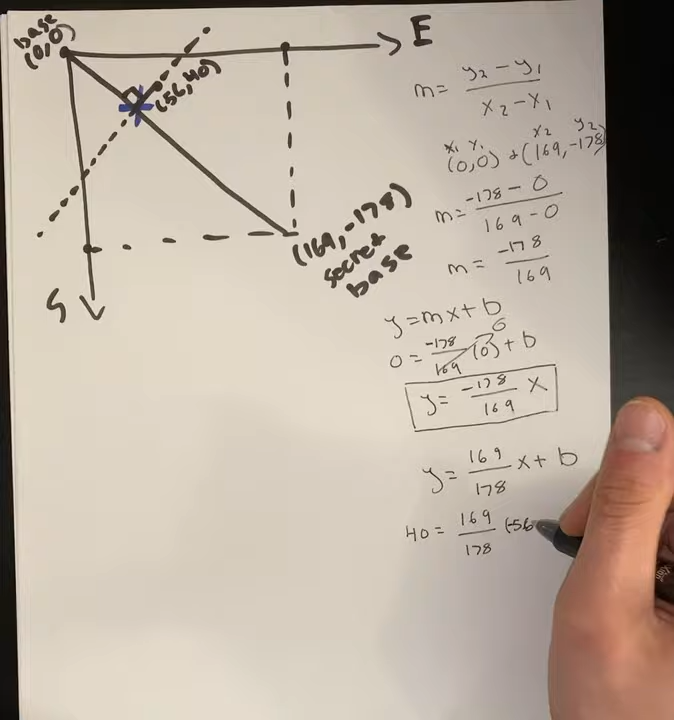 base
(0,0)
E
(56,40)
(169,-178)
secret
base
S
m = y₂ - y₁ / x₂ - x₁
x₁ y₁ x₂ y₂
(0,0) + (169,-178)
m = -178 - 0 / 169 - 0
m = -178 / 169
y = mx + b
0
0 = -178 / 169 (0) + b
y = -178 / 169 x
y = 169 / 178 x + b
40 = 169 / 178 (-56